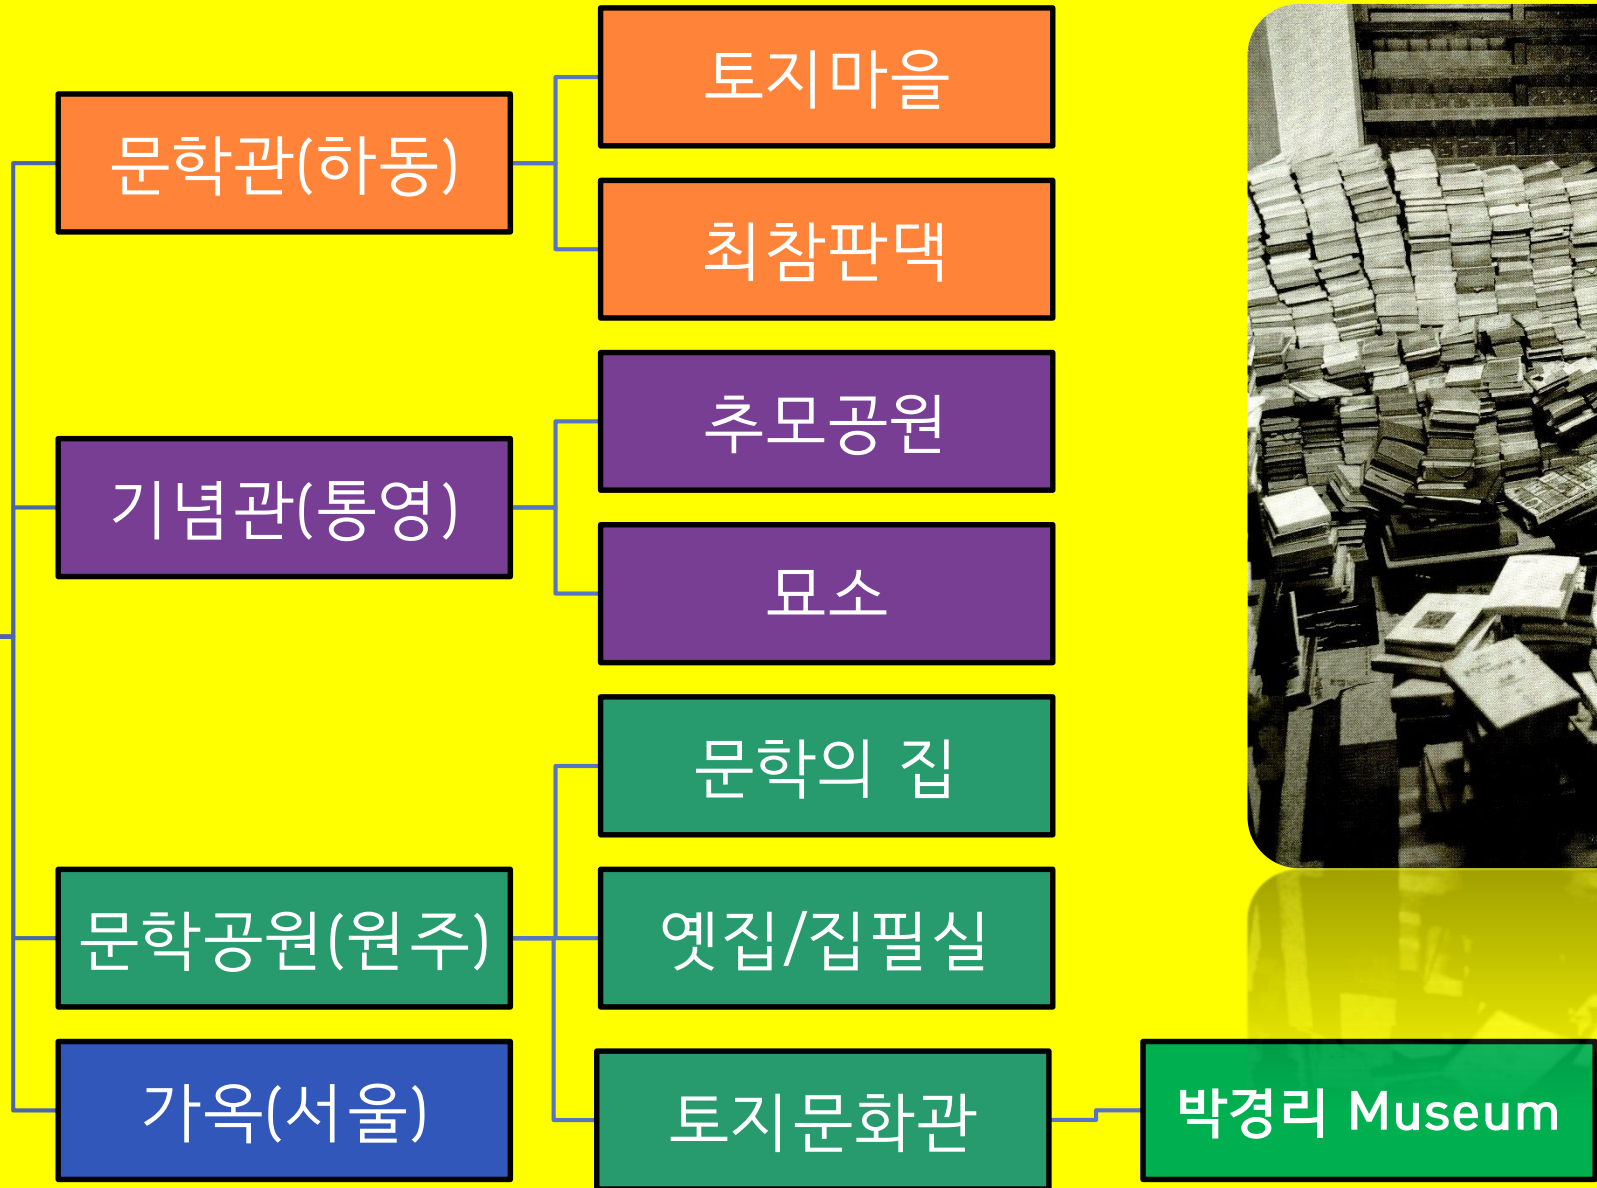 문학관(하동)
토지마을
최참판댁
기념관(통영)
추모공원
묘소
문학공원(원주)
문학의 집
옛집/집필실
토지문화관
박경리 Museum
가옥(서울)